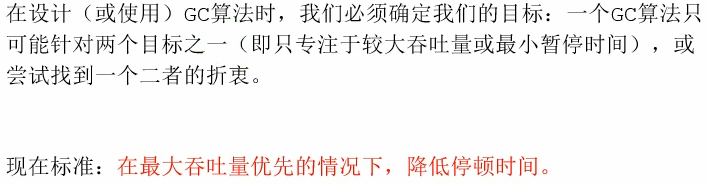 在设计（或使用）GC算法时，我们必须确定我们的目标：一个GC算法只
可能针对两个目标之一（即只专注于较大吞吐量或最小暂停时间），或
尝试找到一个二者的折衷。
现在标准：在最大吞吐量优先的情况下，降低停顿时间。